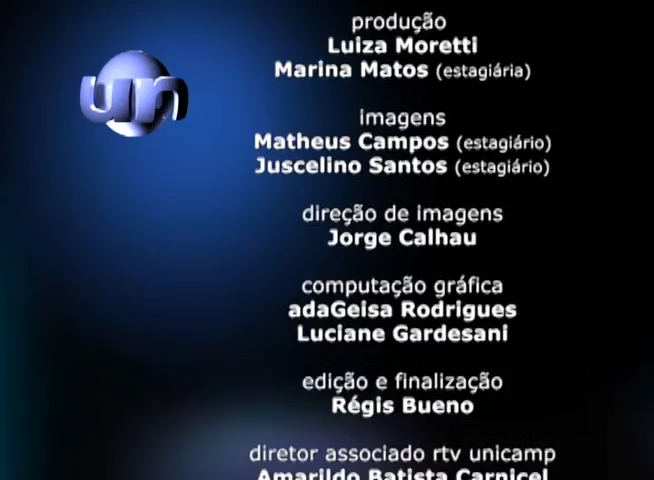 un
produção
Luiza Moretti
Marina Matos (estagiária)
imagens
Matheus Campos (estagiário)
Juscelino Santos (estagiário)
direção de imagens
Jorge Calhau
computação gráfica
adaGeisa Rodrigues
Luciane Gardesani
edição e finalização
Régis Bueno
diretor associado rtv unicamp
Amarildo Batista Carnicel